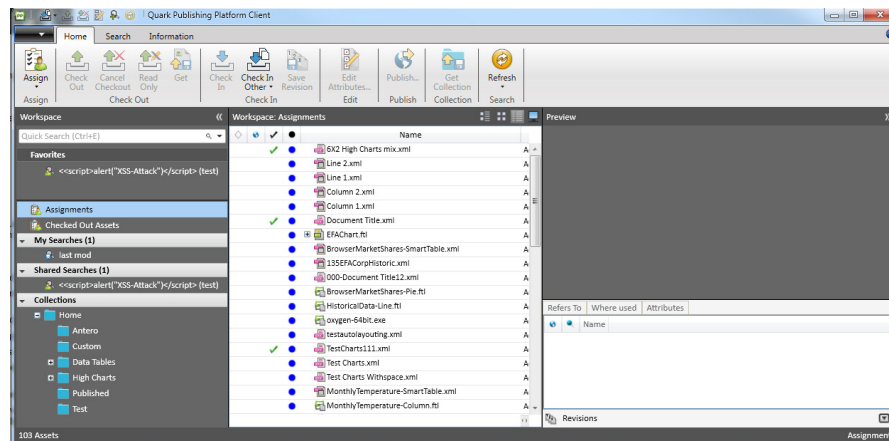 Quark Publishing Platform Client
Home Search Information
Assign Check Out Cancel Checkout Read Only Get Check In Check In Other Save Revision Edit Attributes... Publish... Get Collection Refresh
Assign Check Out Check In Edit Publish Collection Search
Workspace
Quick Search (Ctrl+E)
Favorites
<<script>alert("XSS-Attack")</script> (test)
Assignments
Checked Out Assets
My Searches (1)
last mod
Shared Searches (1)
<<script>alert("XSS-Attack")</script> (test)
Collections
Home
Antero
Custom
Data Tables
High Charts
Published
Test
Workspace: Assignments
Name
6X2 High Charts mix.xml A
Line 2.xml A
Line 1.xml A
Column 2.xml A
Column 1.xml A
Document Title.xml A
EFAChart.ftl A
BrowserMarketShares-SmartTable.xml A
135EFACorpHistoric.xml A
000-Document Title12.xml A
BrowserMarketShares-Pie.ftl A
HistoricalData-Line.ftl A
oxygen-64bit.exe A
testautolayouting.xml A
TestCharts111.xml A
Test Charts.xml A
Test Charts Withspace.xml A
MonthlyTemperature-SmartTable.xml A
MonthlyTemperature-Column.ftl A
Preview
Refers To Where used Attributes
Name
Revisions
103 Assets
Assignmen